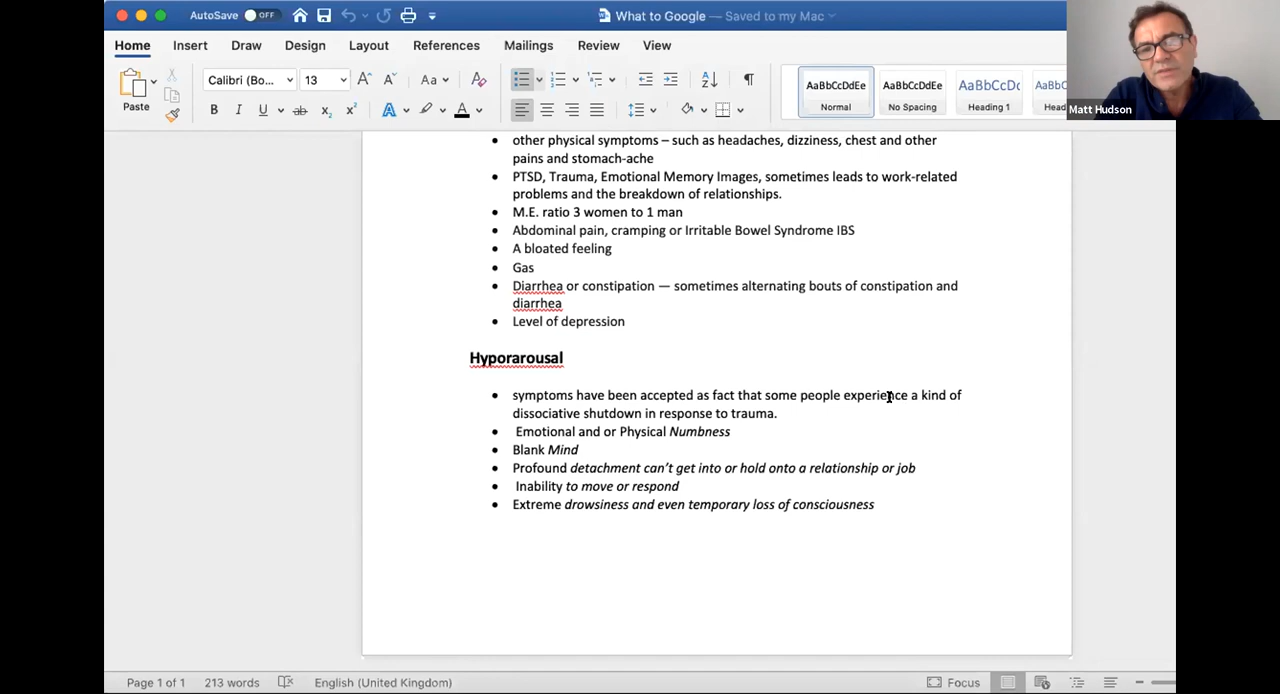 AutoSave OFF
What to Google — Saved to my Mac
Home Insert Draw Design Layout References Mailings Review View
Paste
Calibri (Bo... 13
Aa
B I U ab X₂ X²
A A
AaBbCcDdEe AaBbCcDdEe AaBbCcDc AaBbCc
Normal No Spacing Heading 1 Head
Matt Hudson
• other physical symptoms – such as headaches, dizziness, chest and other
pains and stomach-ache
• PTSD, Trauma, Emotional Memory Images, sometimes leads to work-related
problems and the breakdown of relationships.
• M.E. ratio 3 women to 1 man
• Abdominal pain, cramping or Irritable Bowel Syndrome IBS
• A bloated feeling
• Gas
• Diarrhea or constipation — sometimes alternating bouts of constipation and
diarrhea
• Level of depression
Hyporarousal
• symptoms have been accepted as fact that some people experience a kind of
dissociative shutdown in response to trauma.
• Emotional and or Physical Numbness
• Blank Mind
• Profound detachment can’t get into or hold onto a relationship or job
• Inability to move or respond
• Extreme drowsiness and even temporary loss of consciousness
Page 1 of 1 213 words English (United Kingdom) Focus